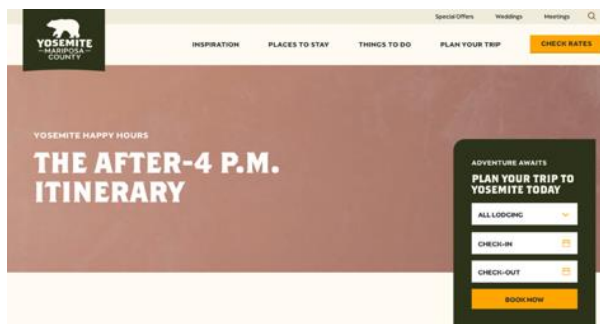 Special Offers Weddings Meetings
YOSEMITE
MARIPOSA
COUNTY
INSPIRATION PLACES TO STAY THINGS TO DO PLAN YOUR TRIP CHECK RATES
YOSEMITE HAPPY HOURS
THE AFTER-4 P.M.
ITINERARY
ADVENTURE AWAITS
PLAN YOUR TRIP TO
YOSEMITE TODAY
ALL LODGING
CHECK-IN
CHECK-OUT
BOOK NOW